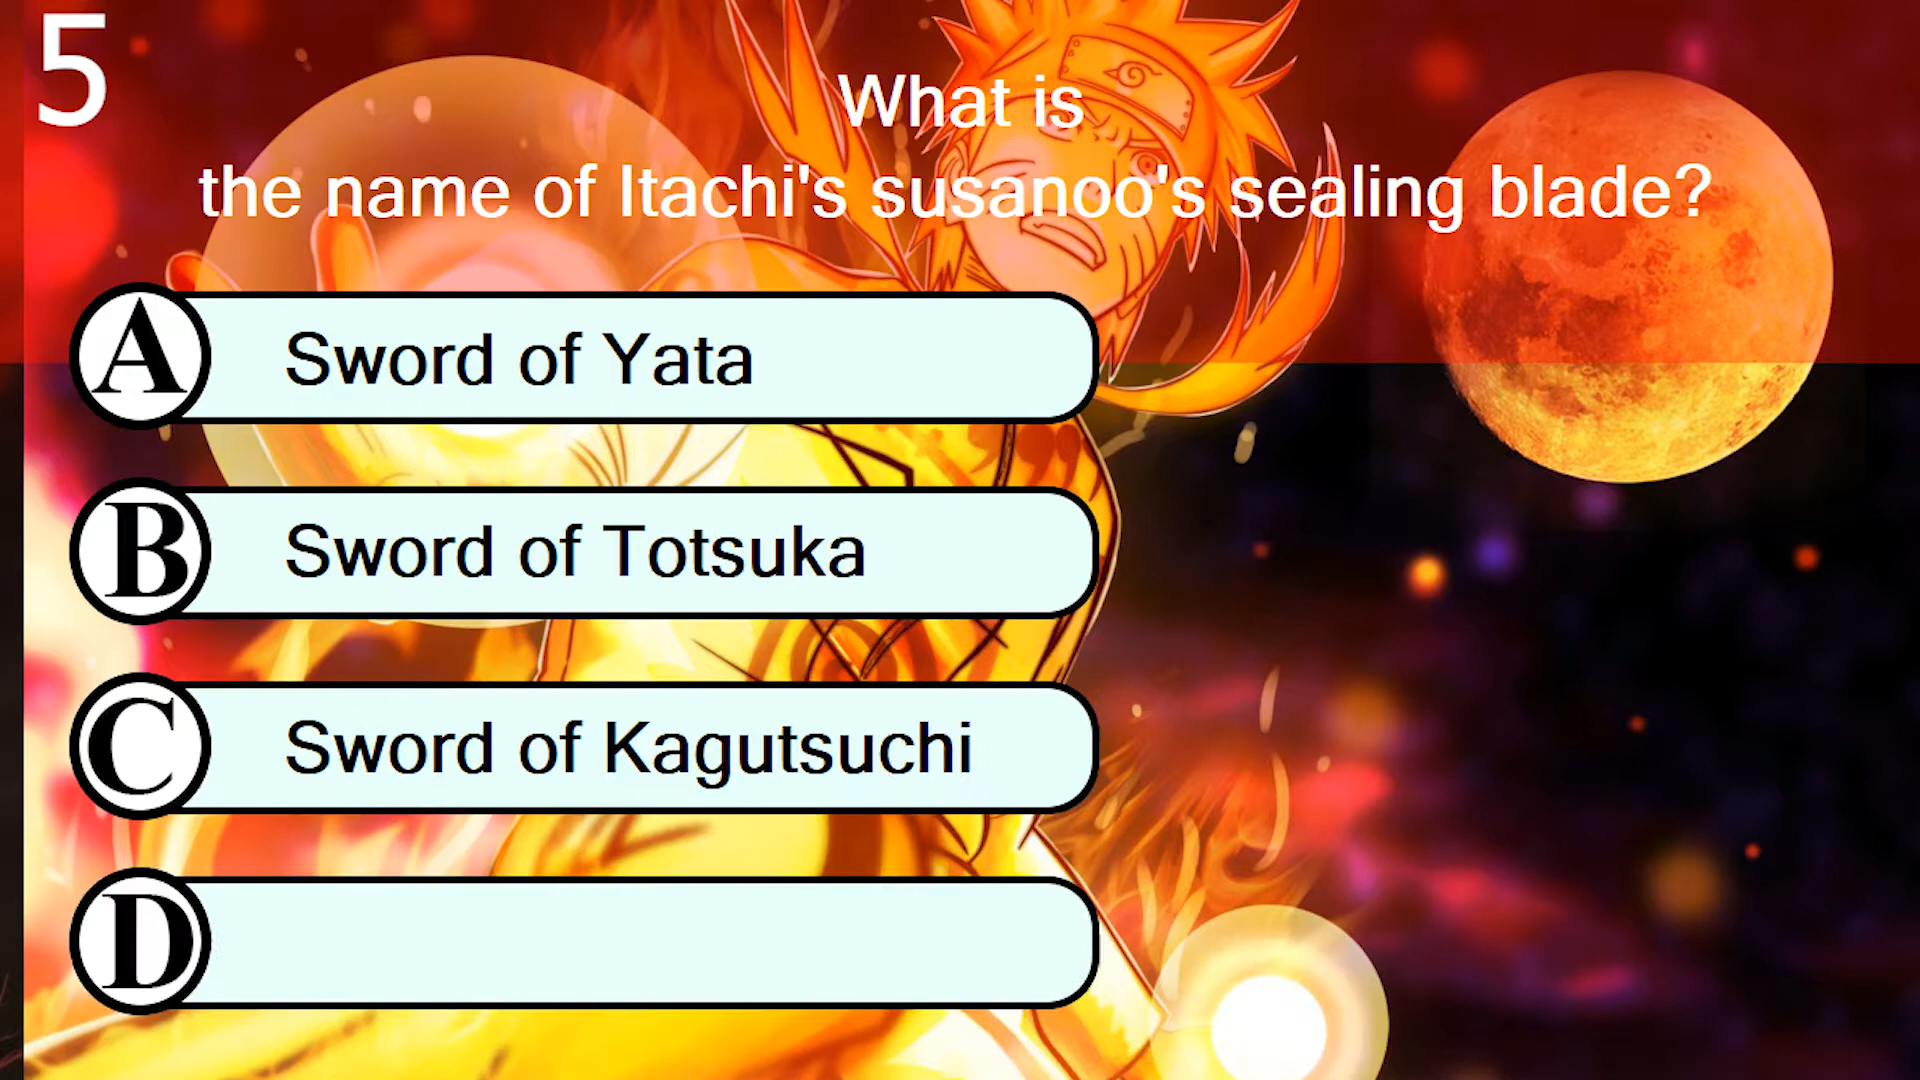 5
What is
the name of Itachi's susanoo's sealing blade?
A Sword of Yata
B Sword of Totsuka
C Sword of Kagutsuchi
D